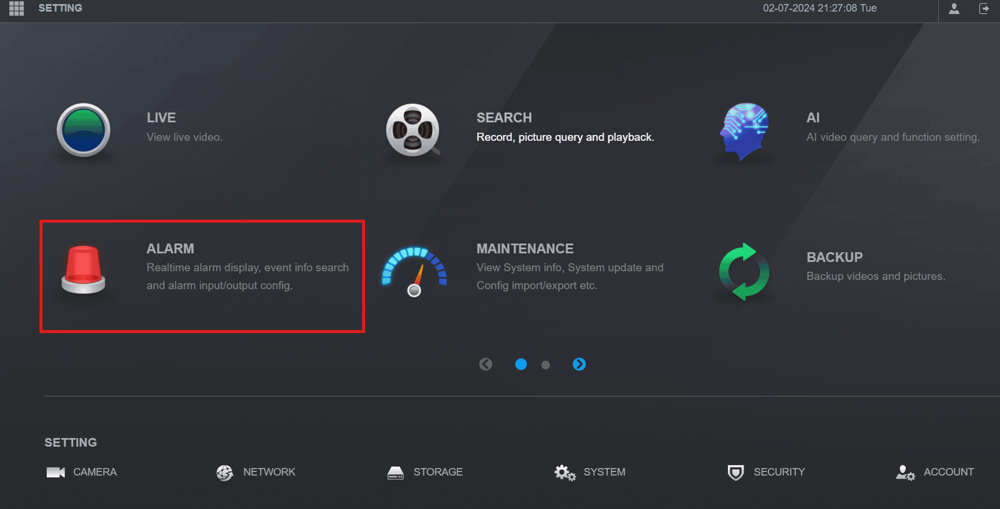 SETTING
02-07-2024 21:27:08 Tue
LIVE
View live video.
SEARCH
Record, picture query and playback.
AI
AI video query and function setting.
ALARM
Realtime alarm display, event info search
and alarm input/output config.
MAINTENANCE
View System info, System update and
Config import/export etc.
BACKUP
Backup videos and pictures.
SETTING
CAMERA
NETWORK
STORAGE
SYSTEM
SECURITY
ACCOUNT